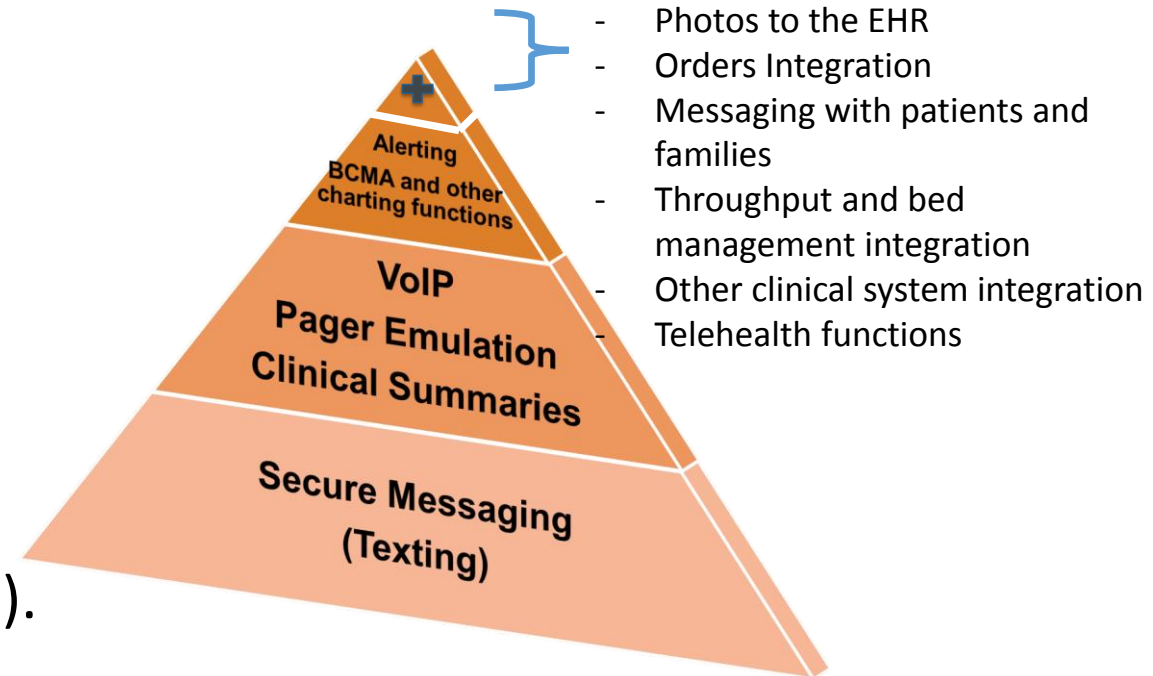 - Photos to the EHR
- Orders Integration
- Messaging with patients and
families
- Throughput and bed
management integration
- Other clinical system integration
- Telehealth functions
Alerting
BCMA and other
charting functions
VoIP
Pager Emulation
Clinical Summaries
Secure Messaging
(Texting)
).